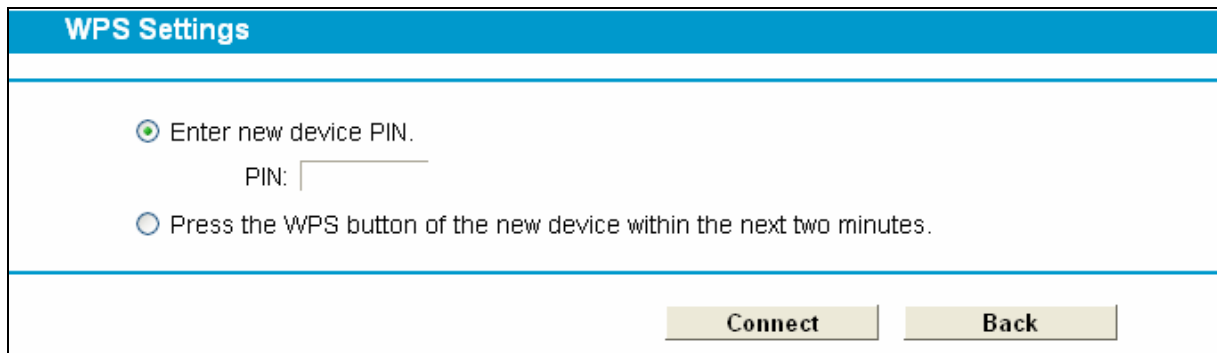 WPS Settings
Enter new device PIN.
PIN:
Press the WPS button of the new device within the next two minutes.
Connect Back